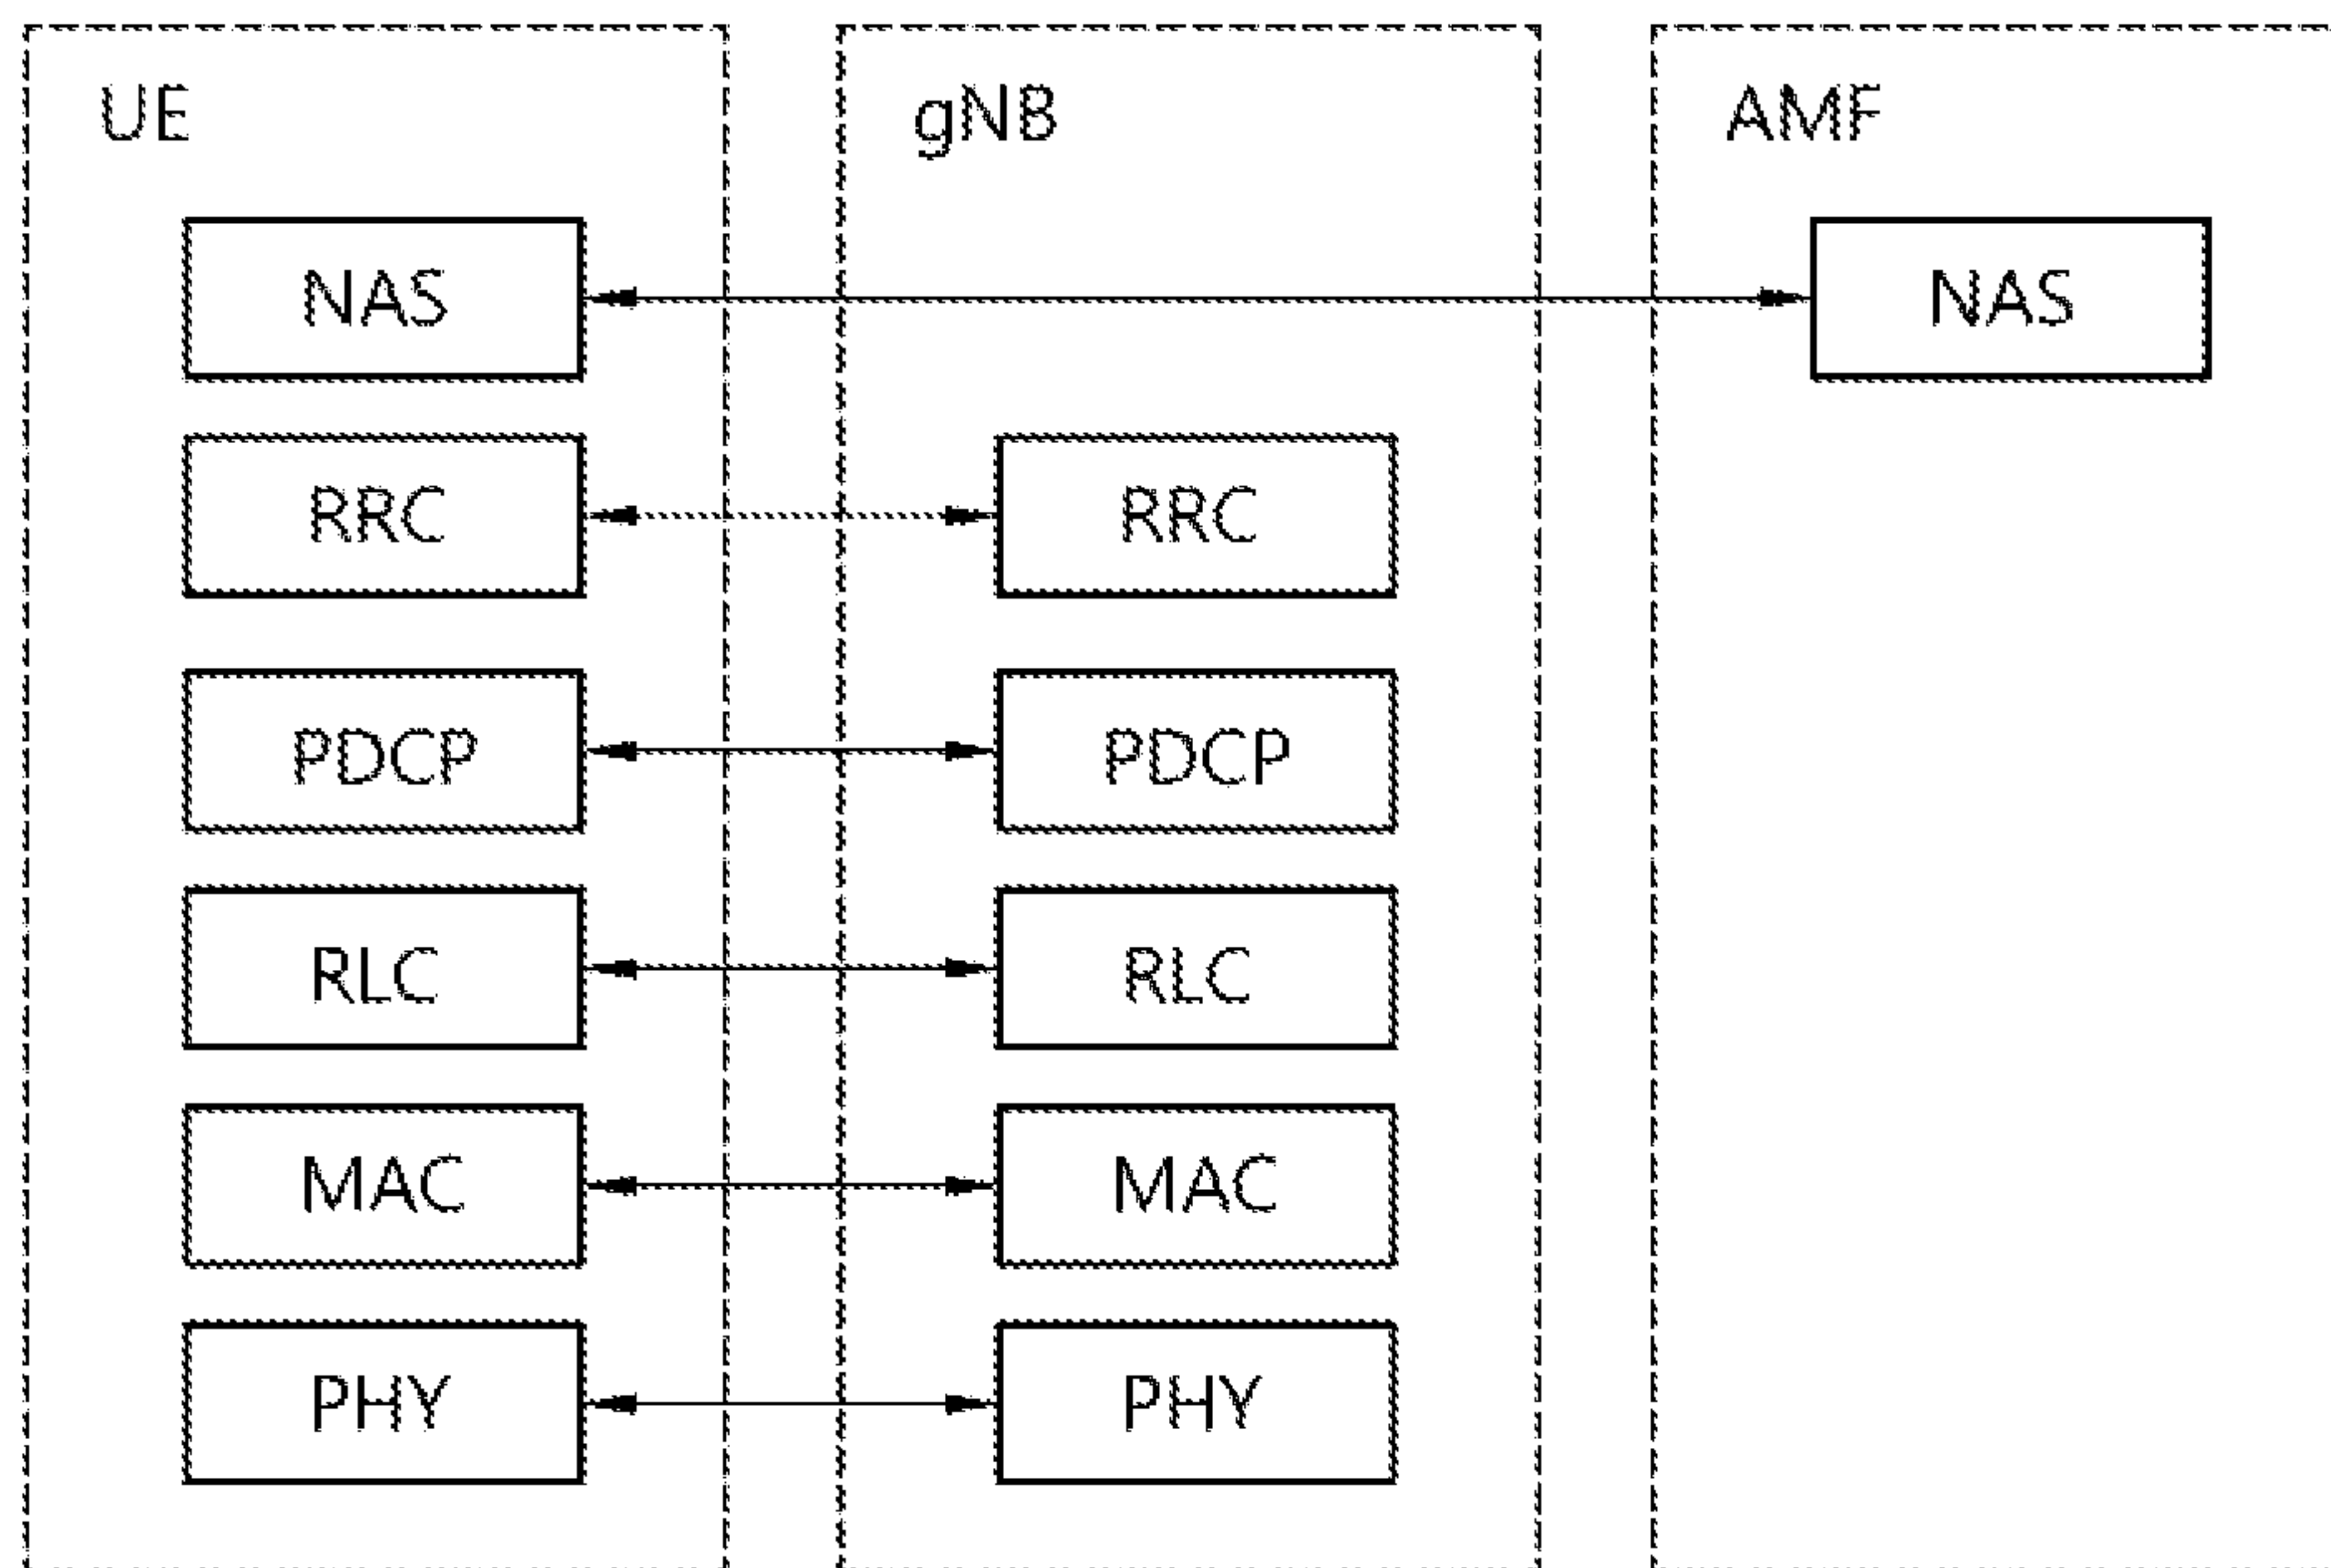 UE gNB AMF
NAS NAS
RRC RRC
PDCP PDCP
RLC RLC
MAC MAC
PHY PHY